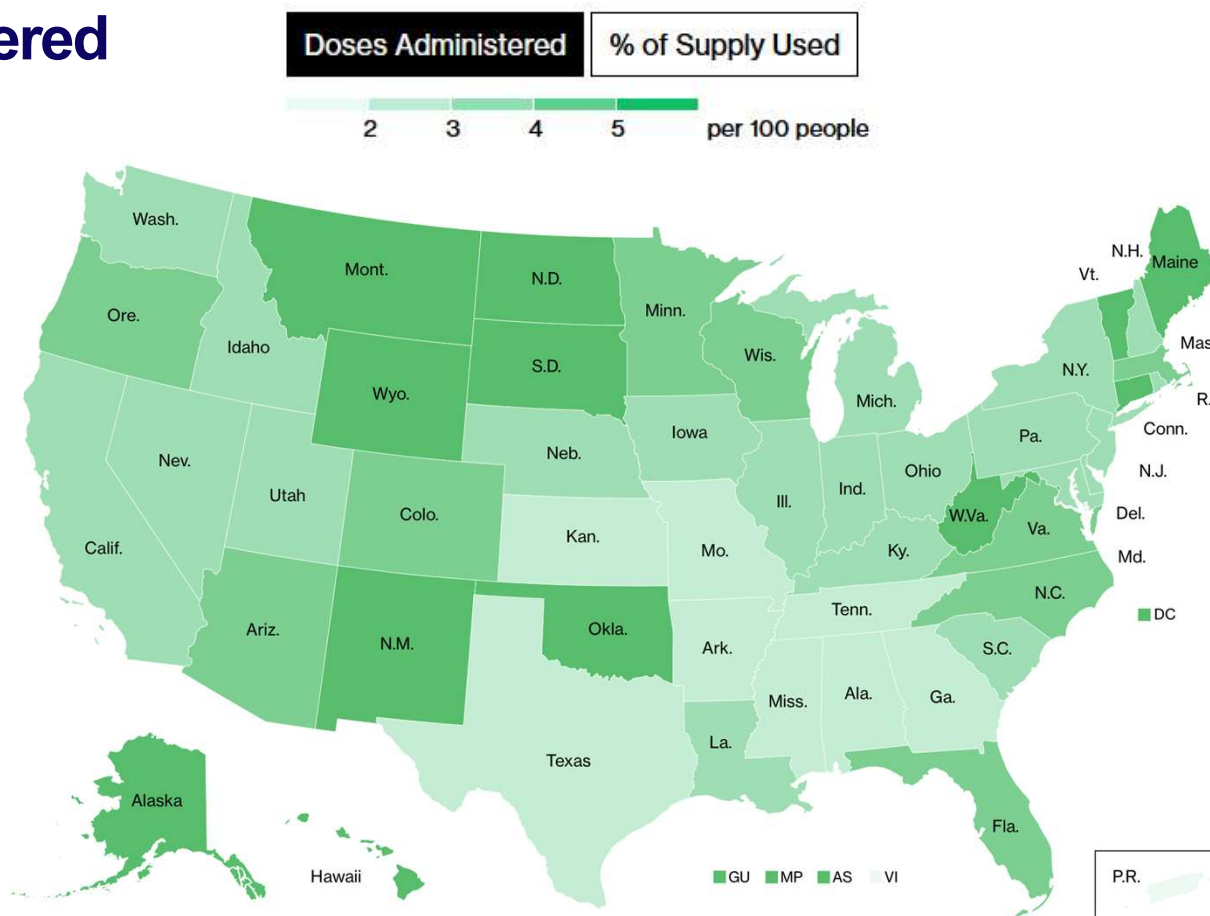 ered
Doses Administered
% of Supply Used
2 3 4 5 per 100 people
Wash.
Mont.
N.D.
Minn.
N.H.
Maine
Vt.
Ore.
Idaho
S.D.
Wis.
Mas
Wyo.
N.Y.
Mich.
R.
Nev.
Neb.
Iowa
Pa.
Conn.
Utah
Colo.
Ill.
Ind.
Ohio
N.J.
Calif.
Kan.
Mo.
W.Va.
Va.
Del.
Ky.
Md.
Ariz.
N.M.
Okla.
Tenn.
N.C.
DC
Ark.
S.C.
Miss.
Ala.
Ga.
Texas
La.
Alaska
Fla.
Hawaii
GU MP AS VI
P.R.